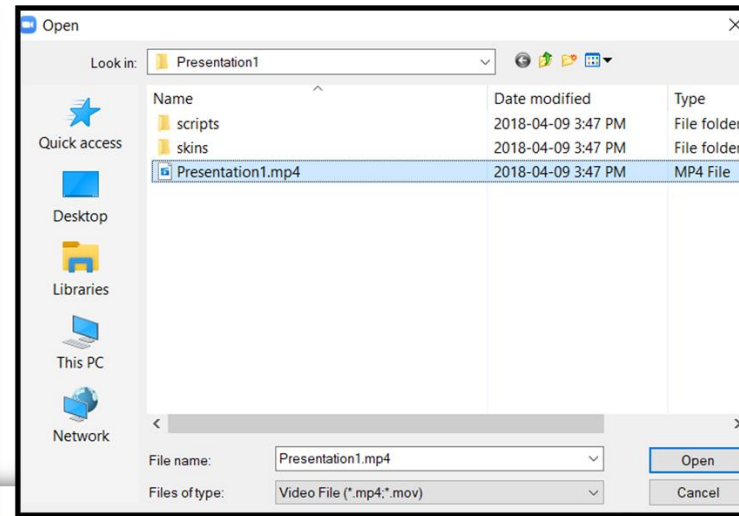 Open
Look in: Presentation1
Name Date modified Type
scripts 2018-04-09 3:47 PM File folder
skins 2018-04-09 3:47 PM File folder
Presentation1.mp4 2018-04-09 3:47 PM MP4 File
Quick access
Desktop
Libraries
This PC
Network
File name: Presentation1.mp4 Open
Files of type: Video File (*.mp4;*.mov) Cancel